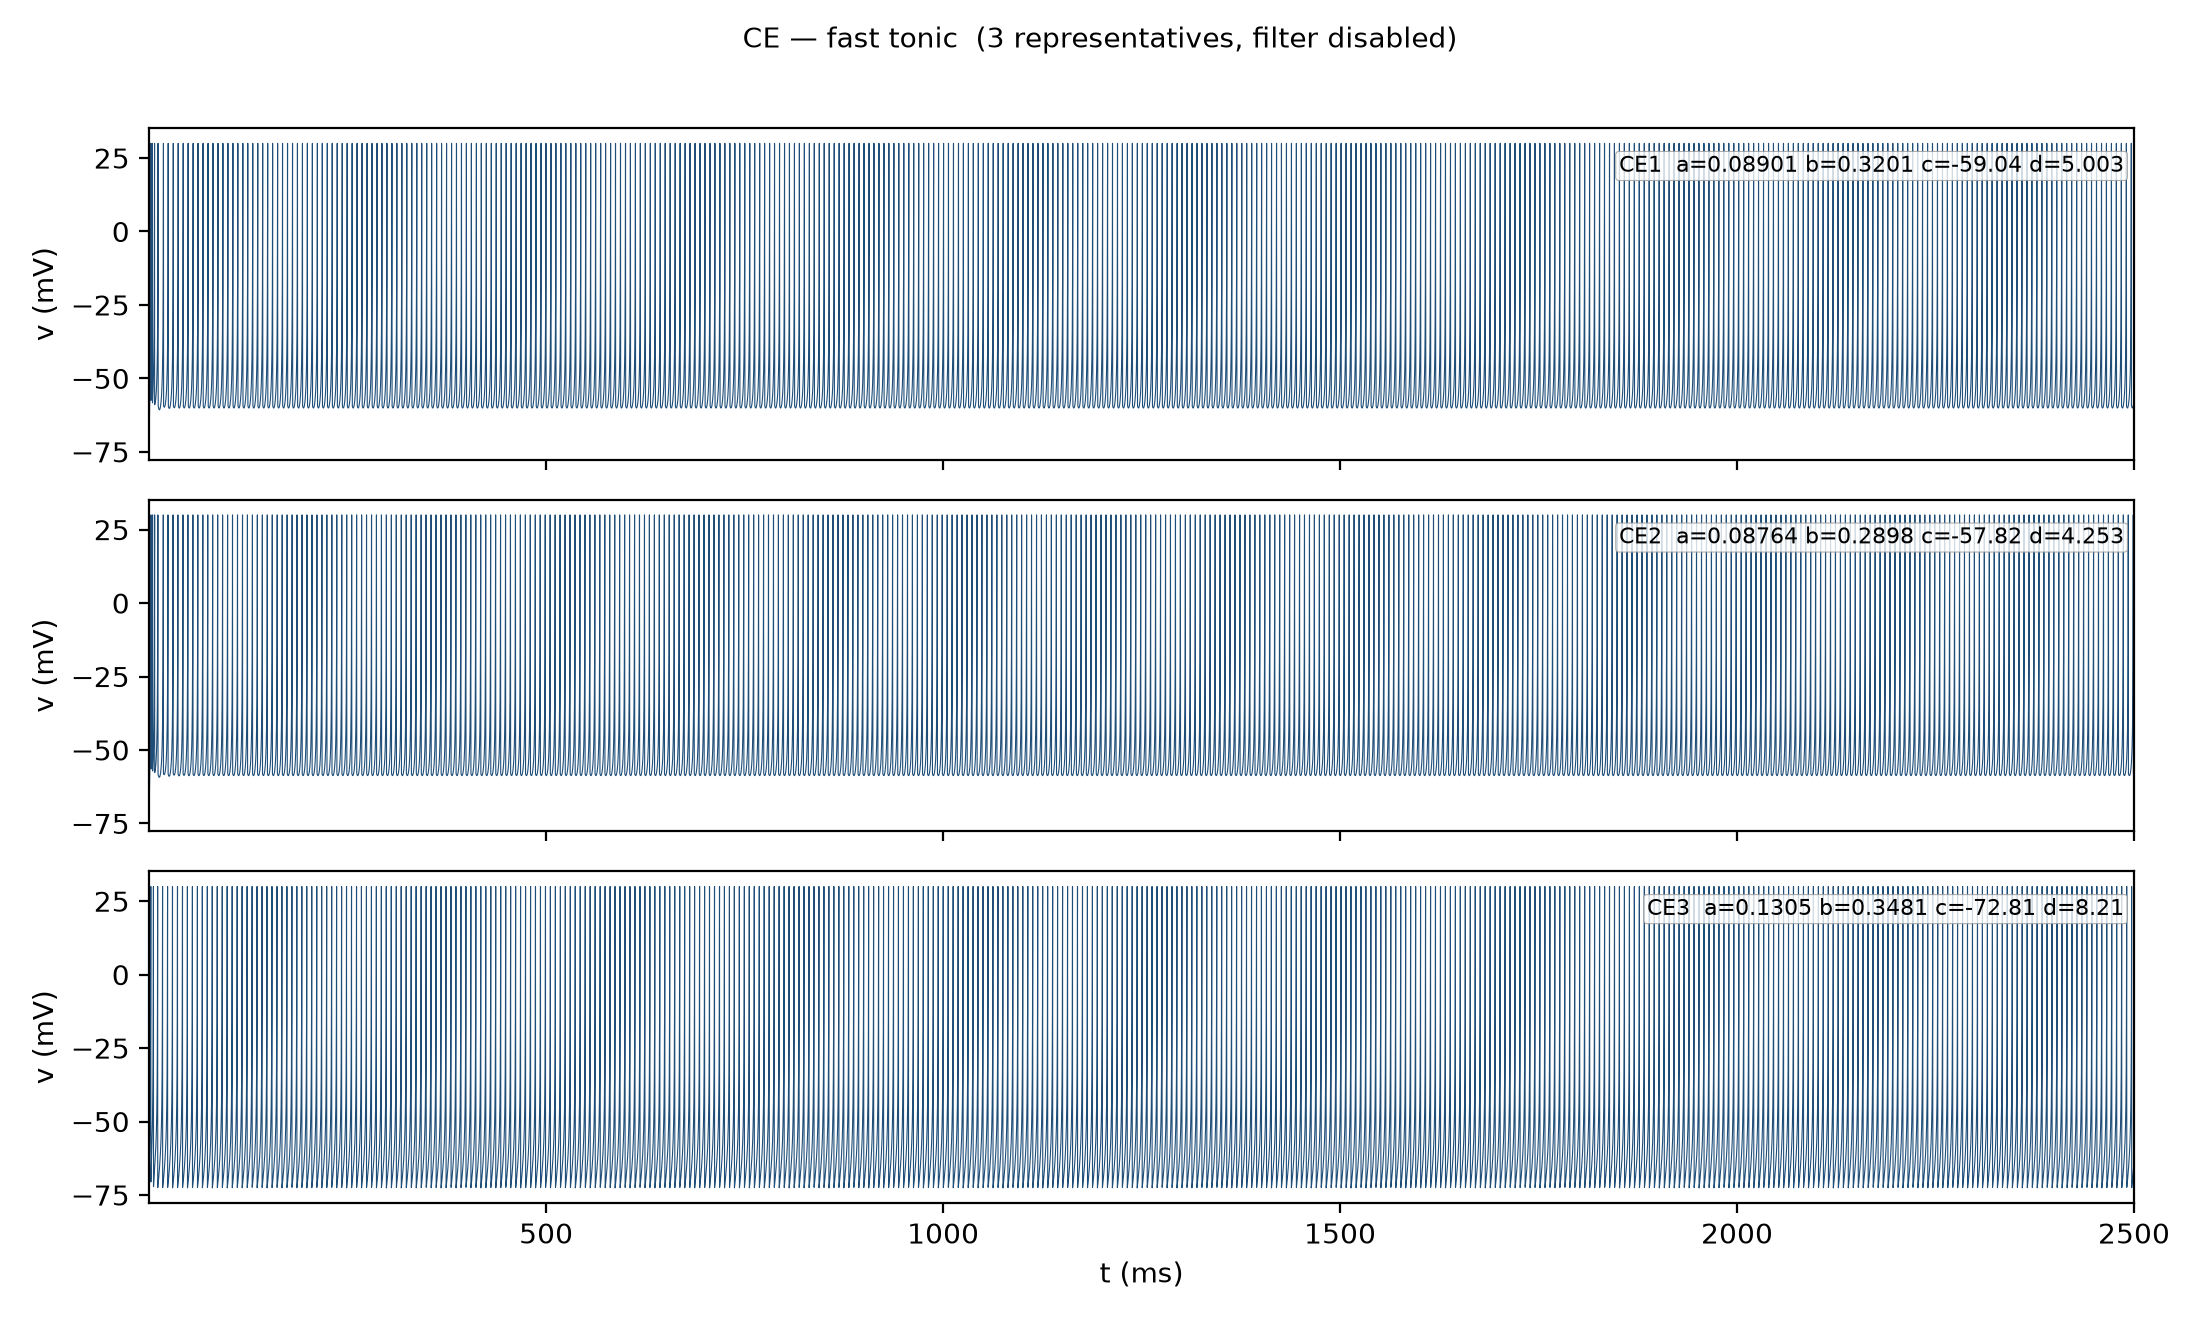 CE — fast tonic (3 representatives, filter disabled)
25
0
−25
−50
−75
v (mV)
CE1 a=0.08901 b=0.3201 c=-59.04 d=5.003
25
0
−25
−50
−75
v (mV)
CE2 a=0.08764 b=0.2898 c=-57.82 d=4.253
25
0
−25
−50
−75
v (mV)
CE3 a=0.1305 b=0.3481 c=-72.81 d=8.21
500 1000 1500 2000 2500
t (ms)